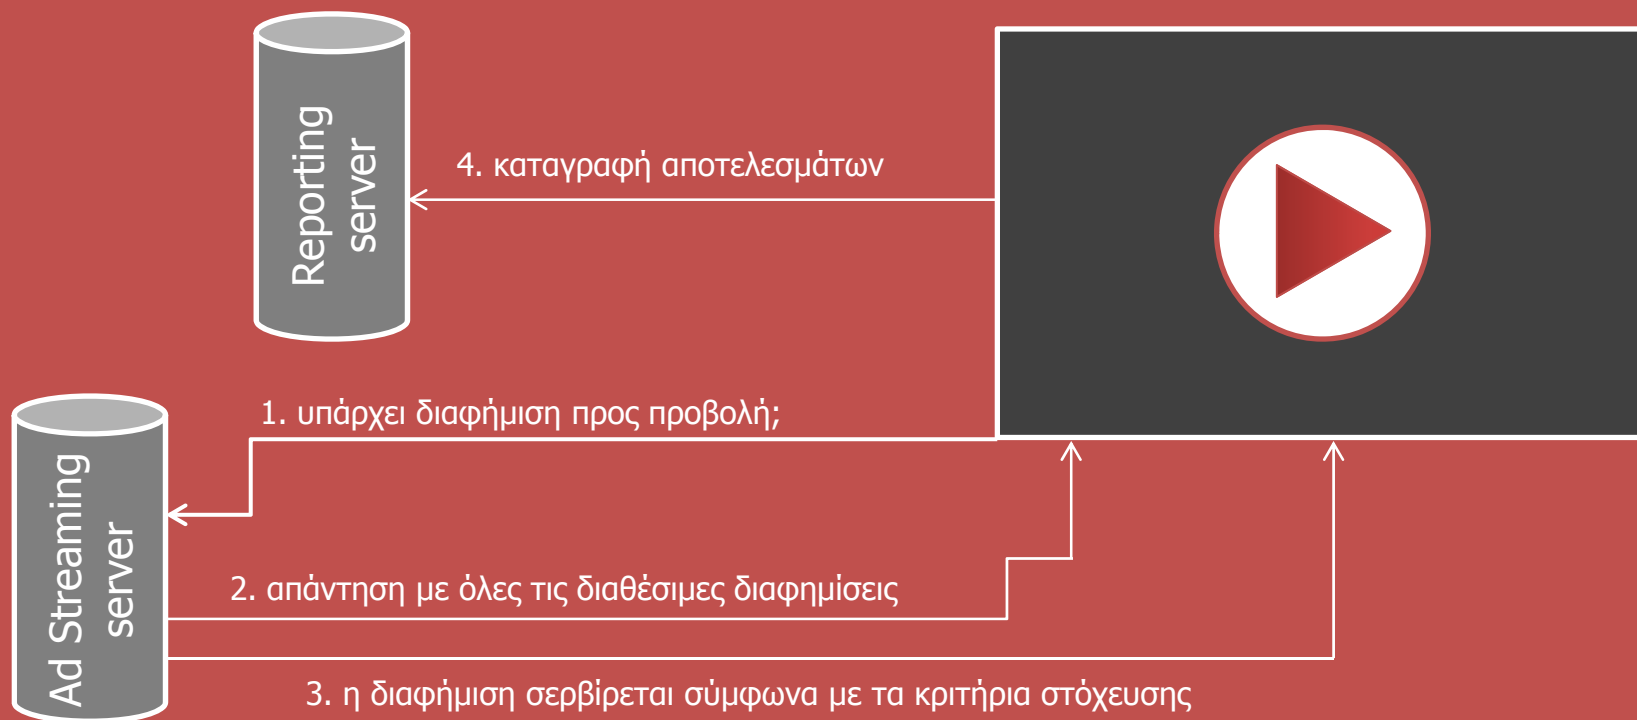 Reporting
server
4. καταγραφή αποτελεσμάτων
1. υπάρχει διαφήμιση προς προβολή;
Ad Streaming
server
2. απάντηση με όλες τις διαθέσιμες διαφημίσεις
3. η διαφήμιση σερβίρεται σύμφωνα με τα κριτήρια στόχευσης